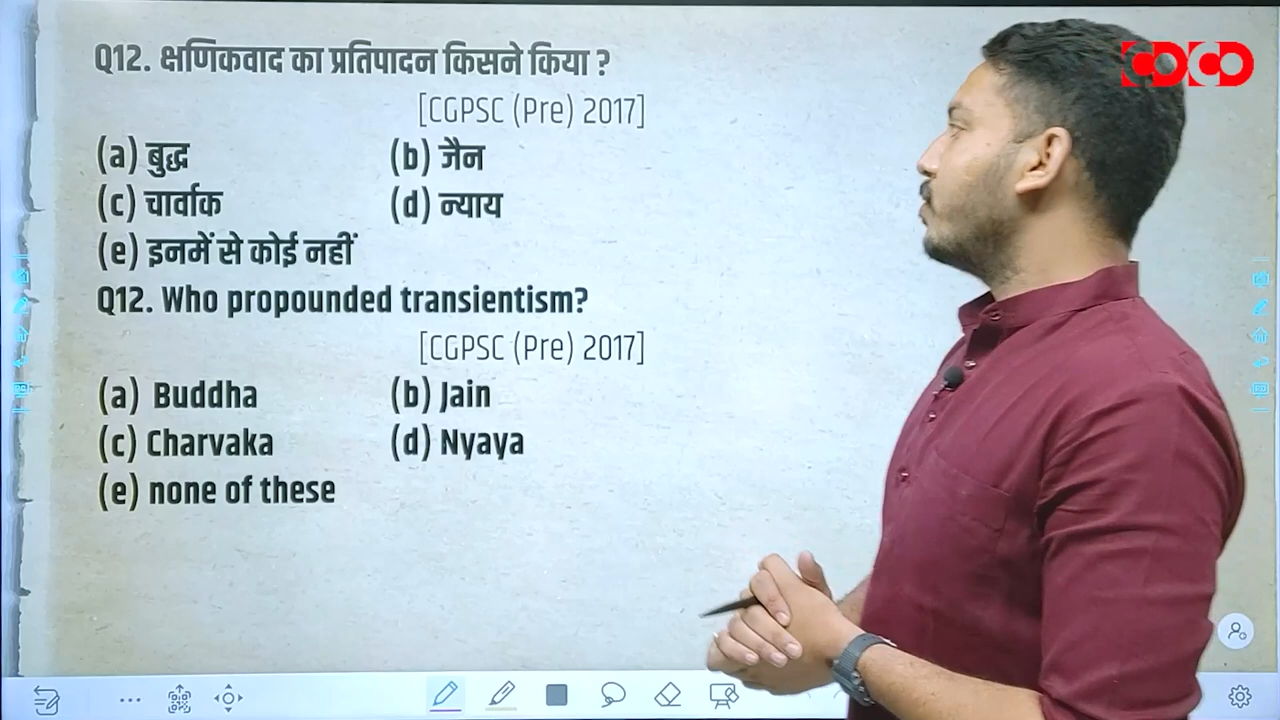 Q12. क्षणिकवाद का प्रतिपादन किसने किया ?
[CGPSC (Pre) 2017]
(a) बुद्ध (b) जैन
(c) चार्वाक (d) न्याय
(e) इनमें से कोई नहीं
Q12. Who propounded transientism?
[CGPSC (Pre) 2017]
(a) Buddha (b) Jain
(c) Charvaka (d) Nyaya
(e) none of these